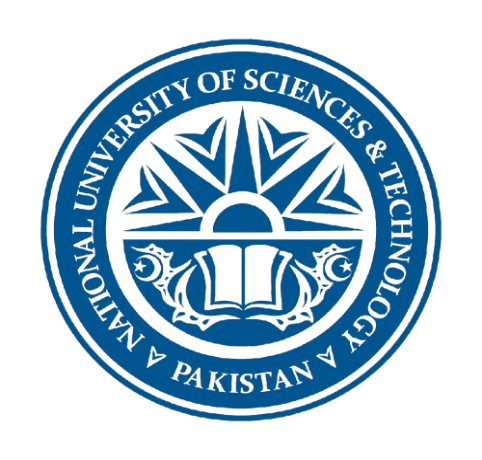 NATIONAL UNIVERSITY OF SCIENCES & TECHNOLOGY
PAKISTAN